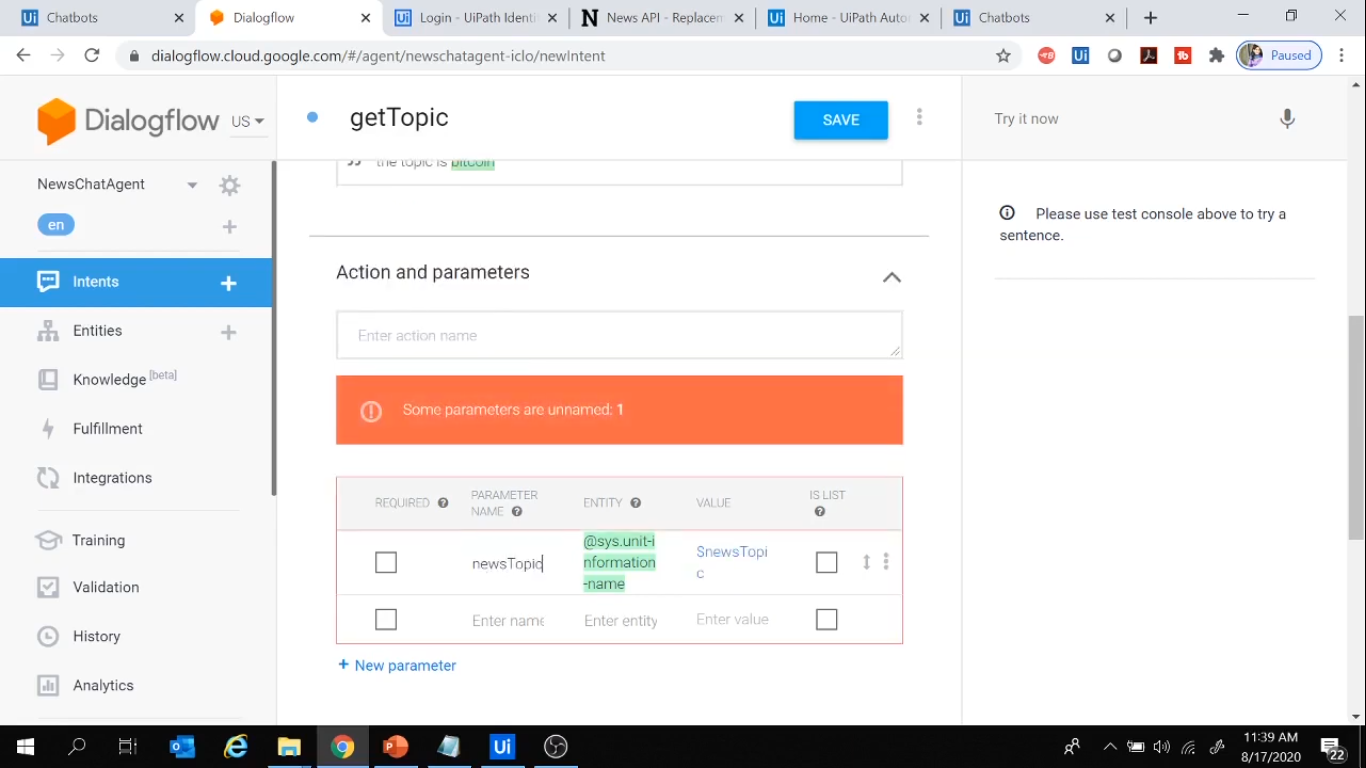 Chatbots
Dialogflow
Login - UiPath Identi
News API - Replacem
Home - UiPath Auto
Chatbots
dialogflow.cloud.google.com/#/agent/newschatagent-iclo/newIntent
Paused
Dialogflow
US
getTopic
SAVE
Try it now
the topic is bitcoin
NewsChatAgent
en
Please use test console above to try a
sentence.
Intents
Entities
Knowledge [beta]
Fulfillment
Integrations
Training
Validation
History
Analytics
Action and parameters
Enter action name
Some parameters are unnamed: 1
REQUIRED
PARAMETER
NAME
ENTITY
VALUE
IS LIST
newsTopic
@sys.unit-i
nformation
-name
$newsTopi
c
Enter name
Enter entity
Enter value
+ New parameter
11:39 AM
8/17/2020
22